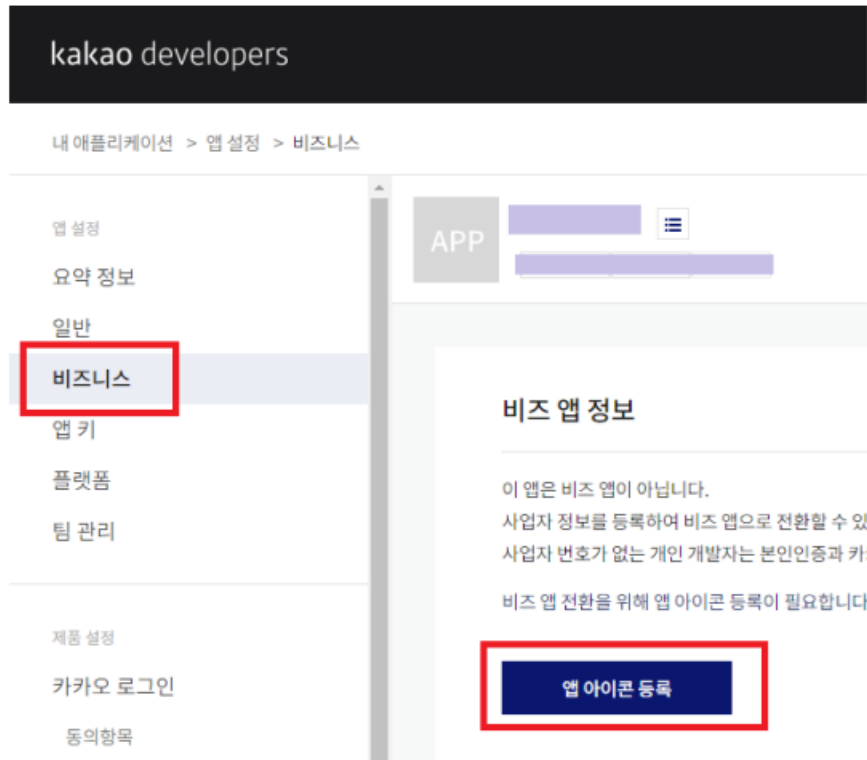 kakao developers
내 애플리케이션 > 앱 설정 > 비즈니스
앱 설정
요약 정보
일반
비즈니스
앱 키
플랫폼
팀 관리
제품 설정
카카오 로그인
동의항목
APP
비즈 앱 정보
이 앱은 비즈 앱이 아닙니다.
사업자 정보를 등록하여 비즈 앱으로 전환할 수 있
사업자 번호가 없는 개인 개발자는 본인인증과 카
비즈 앱 전환을 위해 앱 아이콘 등록이 필요합니다
앱 아이콘 등록